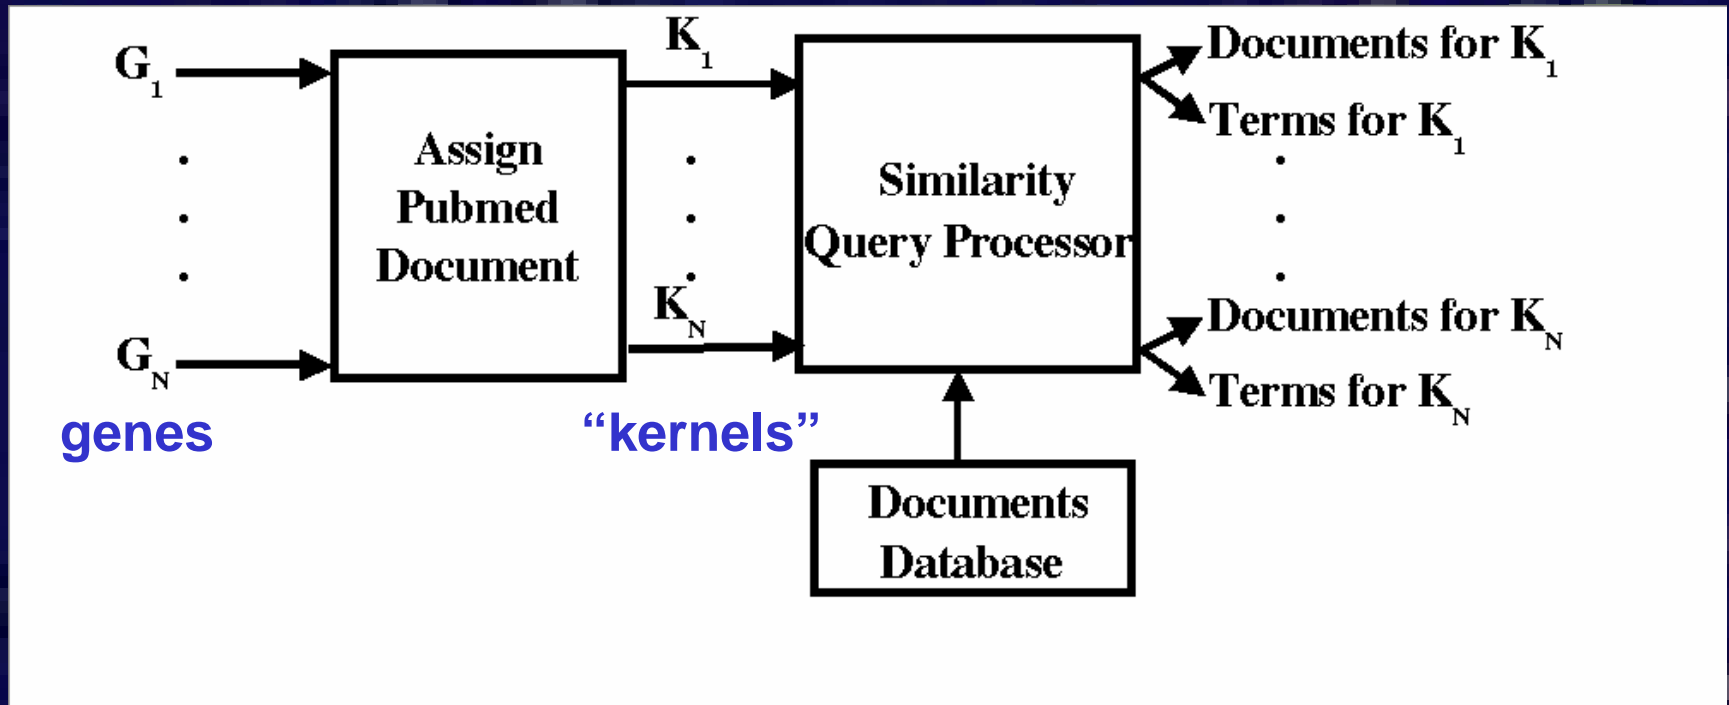 G1
.
.
.
GN
genes
Assign
Pubmed
Document
K1
.
.
.
KN
“kernels”
Similarity
Query Processor
Documents
Database
Documents for K1
Terms for K1
.
.
.
Documents for KN
Terms for KN